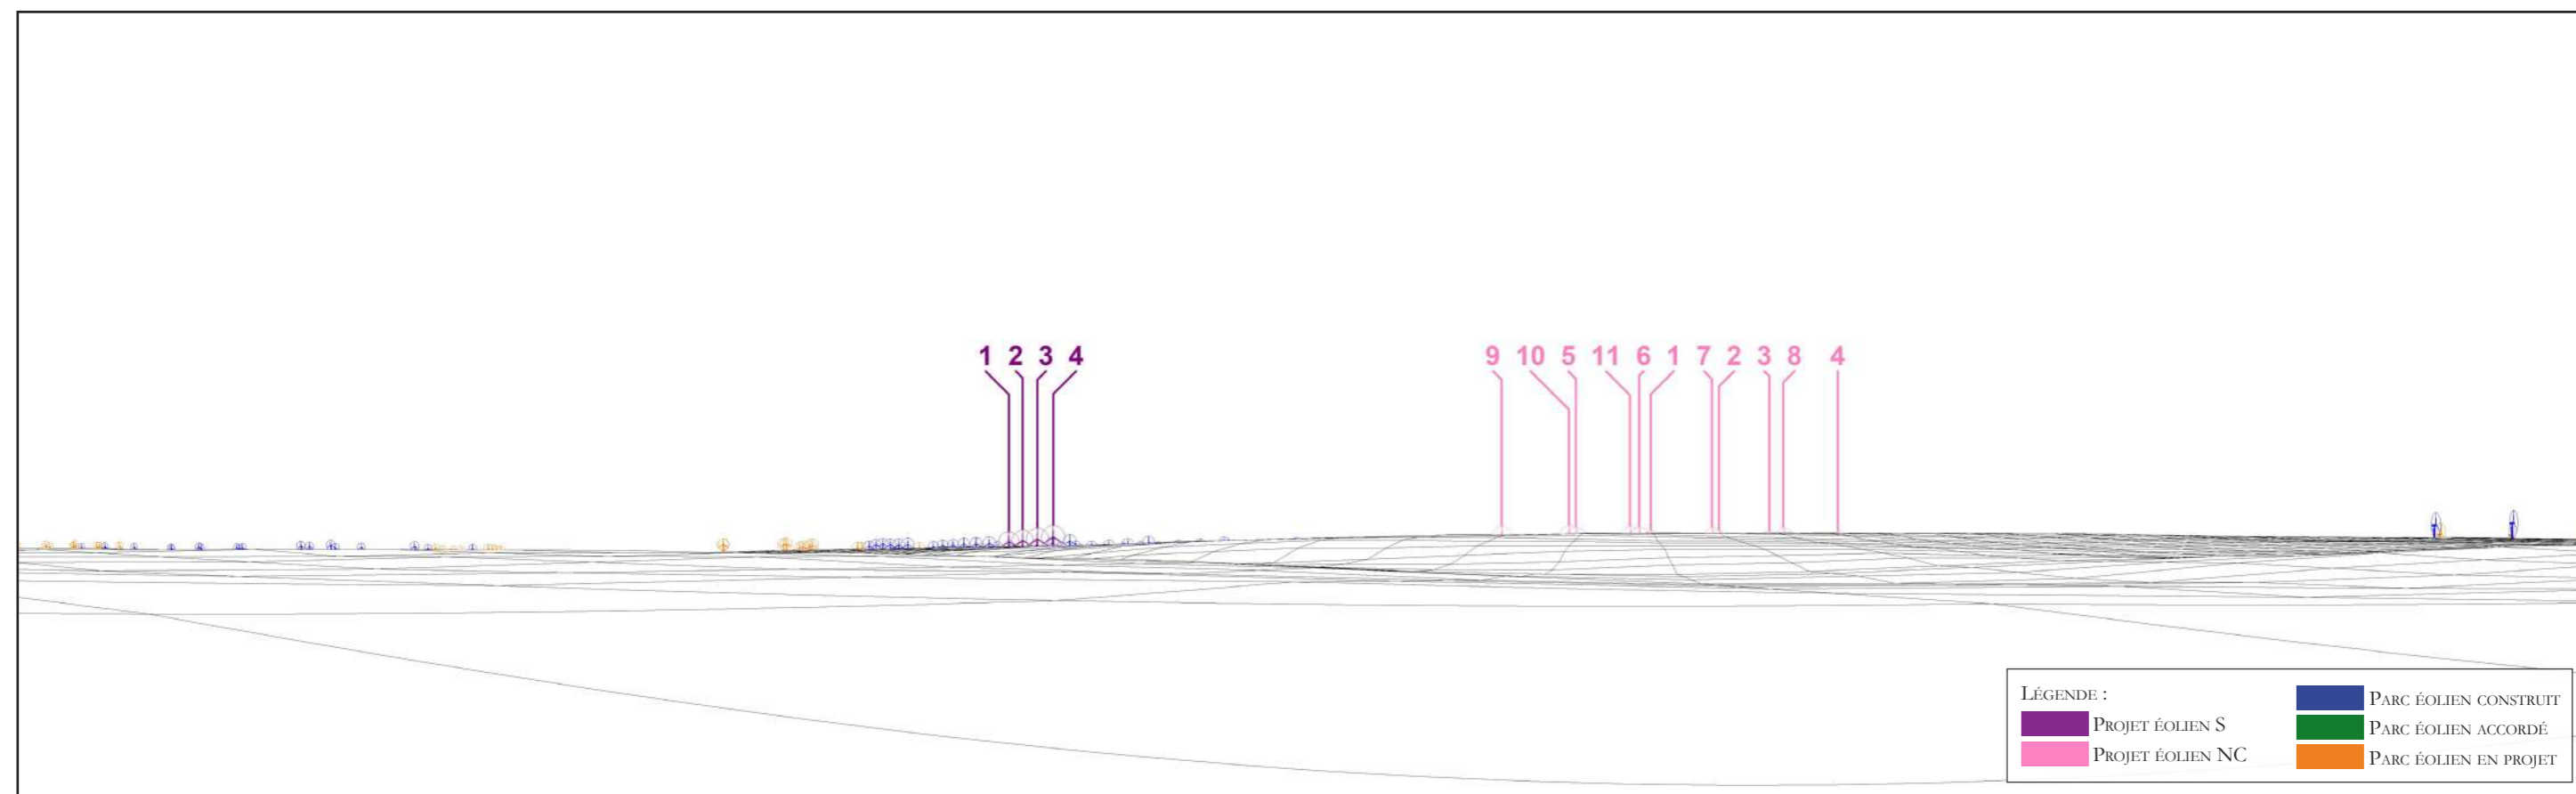 1 2 3 4
9 10 5 11 6 1 7 2 3 8 4
LÉGENDE :
PROJET ÉOLIEN S
PROJET ÉOLIEN NC
PARC ÉOLIEN CONSTRUIT
PARC ÉOLIEN ACCORDÉ
PARC ÉOLIEN EN PROJET